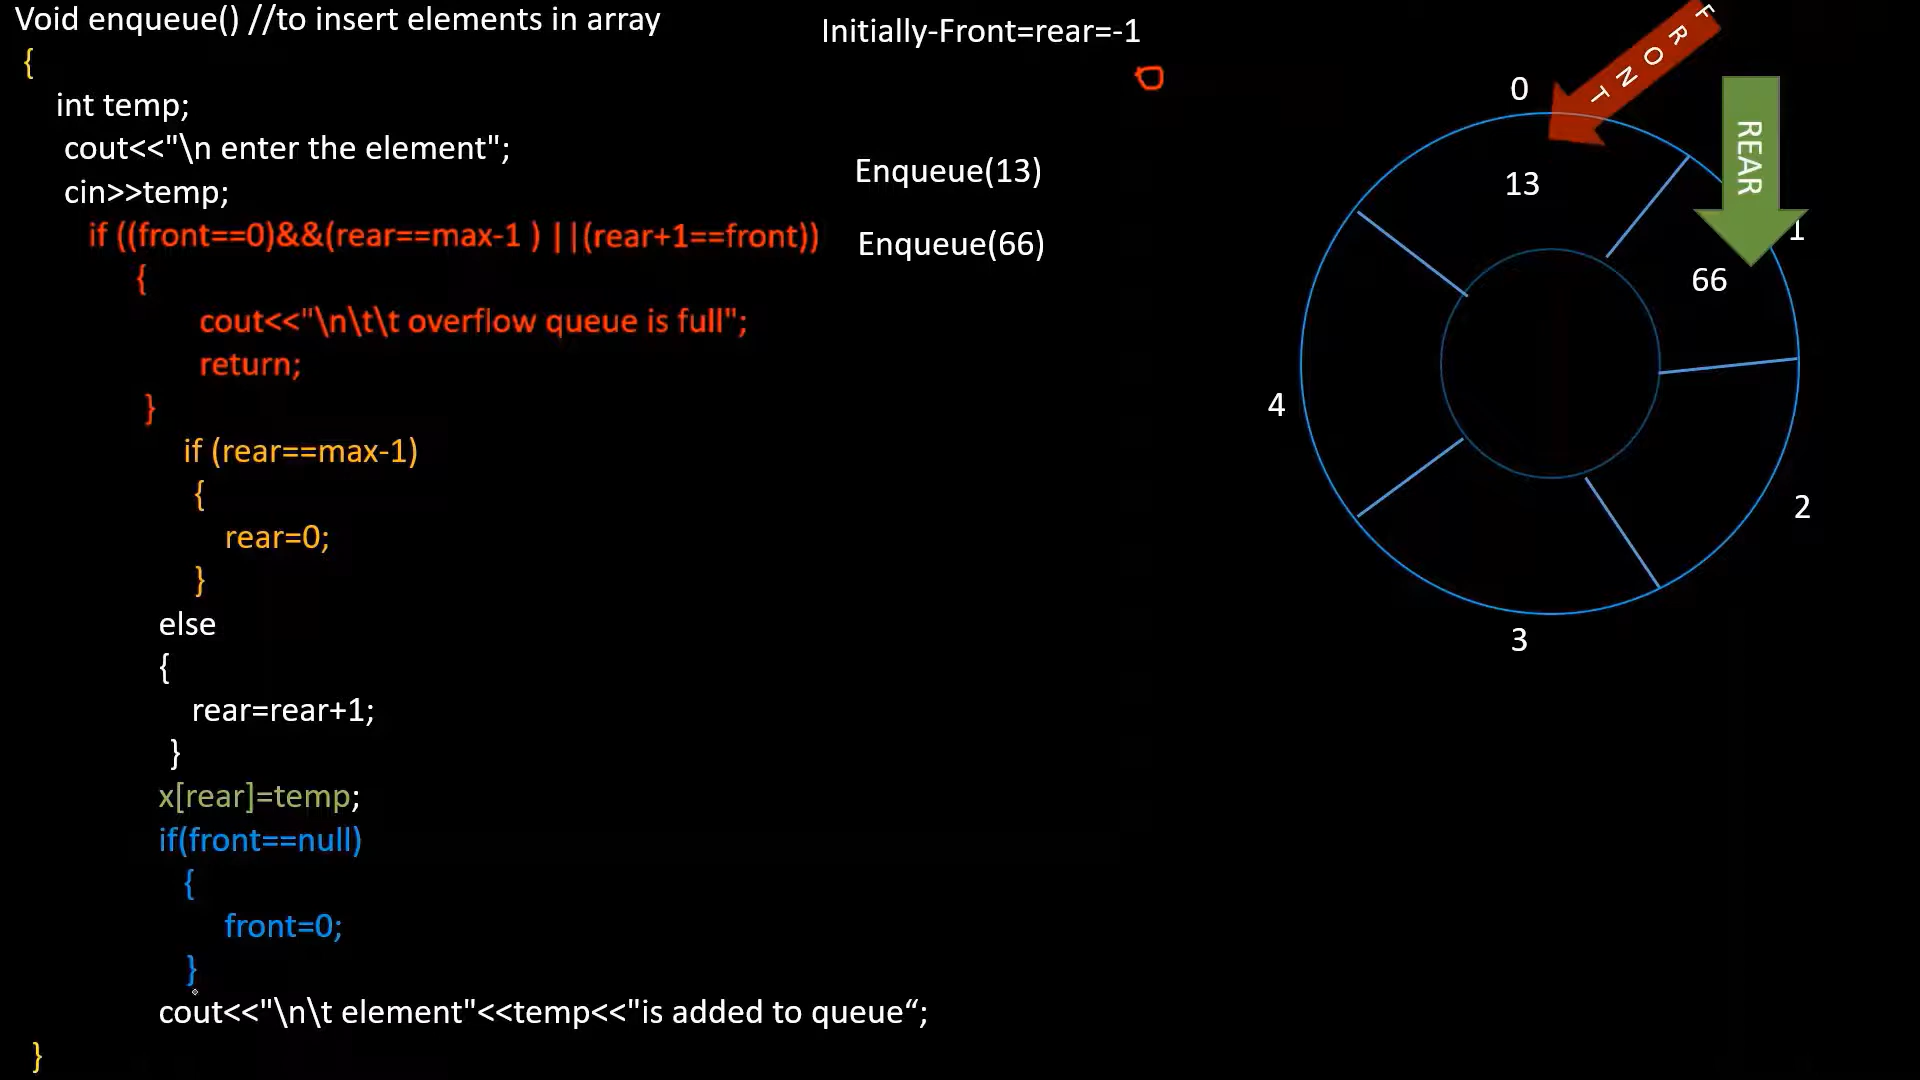 Void enqueue() //to insert elements in array
{
int temp;
cout<<"\n enter the element";
cin>>temp;
if ((front==0)&&(rear==max-1 ) ||(rear+1==front))
{
cout<<"\n\t\t overflow queue is full";
return;
}
if (rear==max-1)
{
rear=0;
}
else
{
rear=rear+1;
}
x[rear]=temp;
if(front==null)
{
front=0;
}
cout<<"\n\t element"<<temp<<"is added to queue“;
}
Initially-Front=rear=-1
0
Enqueue(13)
Enqueue(66)
FRONT
REAR
0
13
1
66
4
2
3